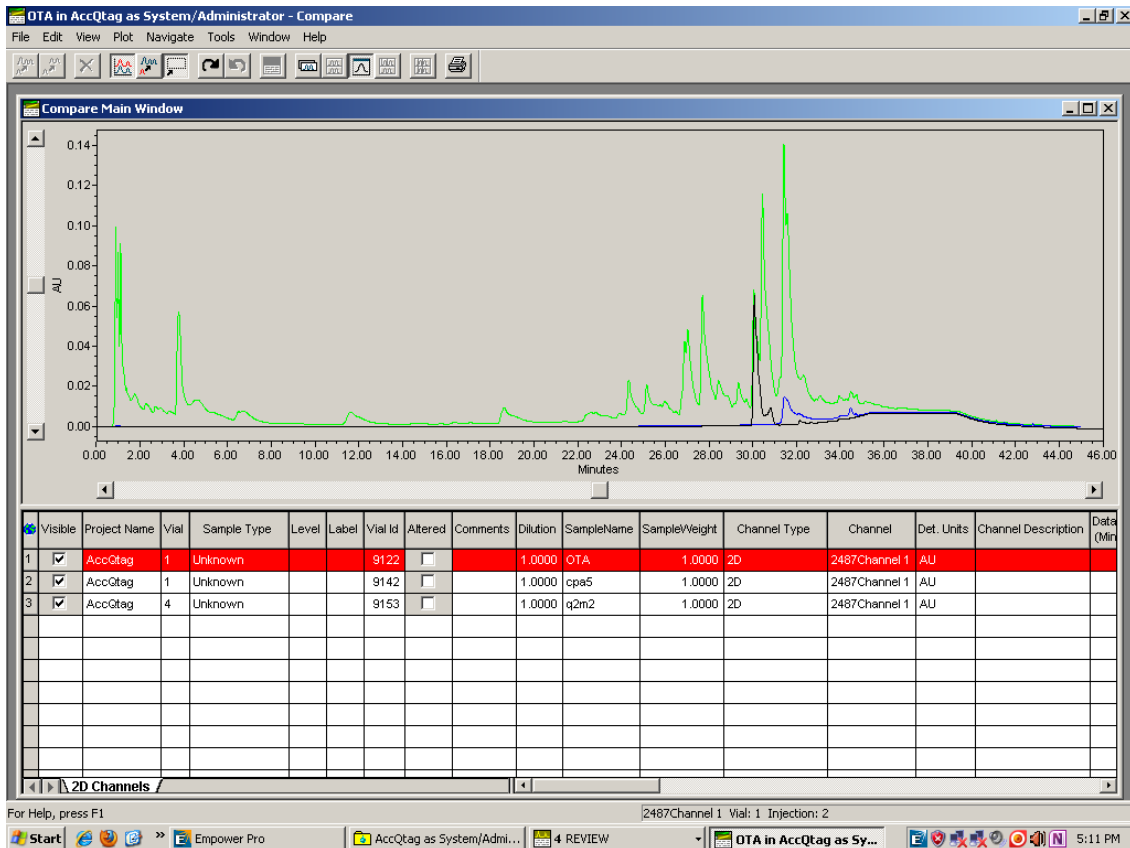 OTA in AccQtag as System/Administrator - Compare
File Edit View Plot Navigate Tools Window Help
Compare Main Window
0.14
0.12
0.10
0.08
0.06
0.04
0.02
0.00
AU
0.00 2.00 4.00 6.00 8.00 10.00 12.00 14.00 16.00 18.00 20.00 22.00 24.00 26.00 28.00 30.00 32.00 34.00 36.00 38.00 40.00 42.00 44.00 46.00
Minutes
Visible Project Name Vial Sample Type Level Label Vial Id Altered Comments Dilution SampleName SampleWeight Channel Type Channel Det. Units Channel Description Data
(Min
1 AccQtag 1 Unknown 9122 1.0000 OTA 1.0000 2D 2487Channel 1 AU
2 AccQtag 1 Unknown 9142 1.0000 cpa5 1.0000 2D 2487Channel 1 AU
3 AccQtag 4 Unknown 9153 1.0000 q2m2 1.0000 2D 2487Channel 1 AU
2D Channels
For Help, press F1 2487Channel 1 Vial: 1 Injection: 2
Start » Empower Pro AccQtag as System/Admi... 4 REVIEW OTA in AccQtag as Sy... 5:11 PM